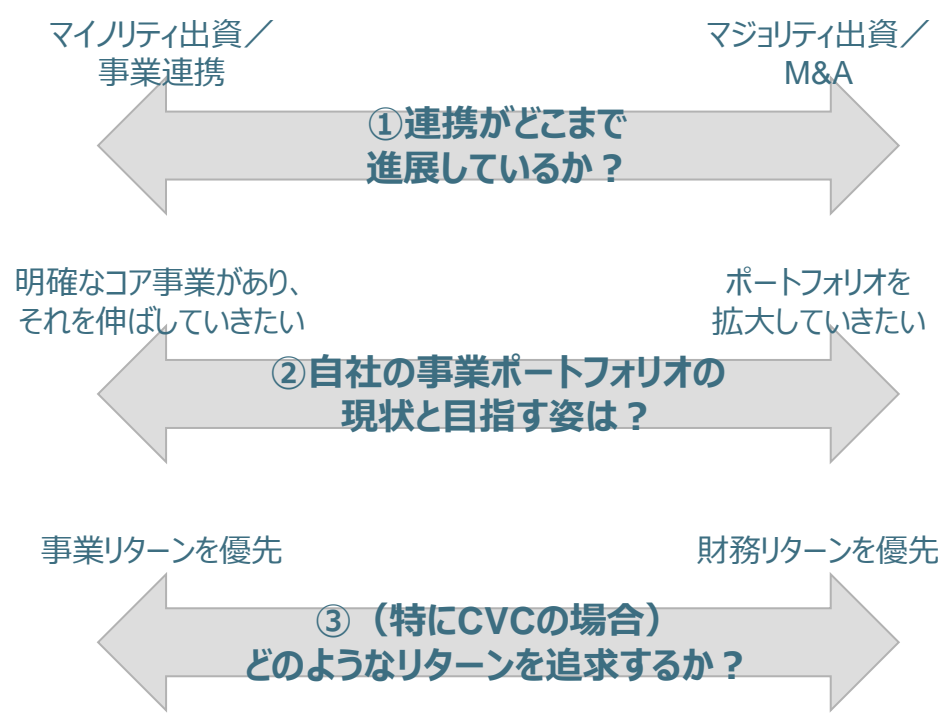 マイノリティ出資／
事業連携
マジョリティ出資／
M&A
①連携がどこまで
進展しているか？
明確なコア事業があり、
それを伸ばしていきたい
ポートフォリオを
拡大していきたい
②自社の事業ポートフォリオの
現状と目指す姿は？
事業リターンを優先
財務リターンを優先
③（特にCVCの場合）
どのようなリターンを追求するか？